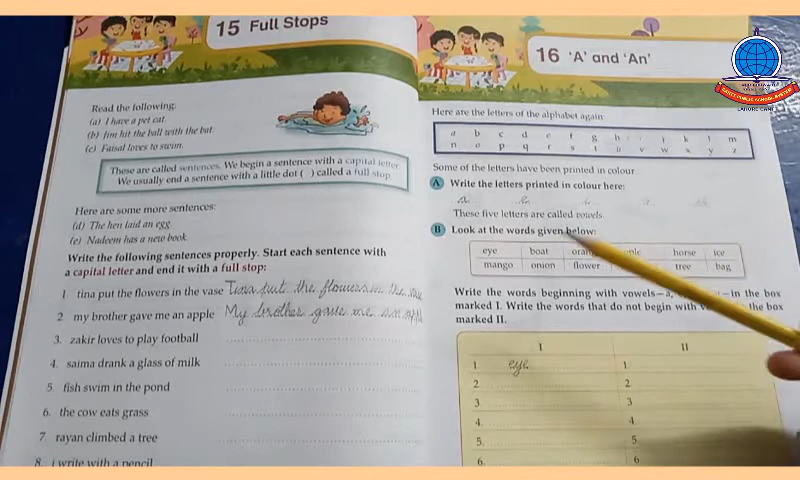 15 Full Stops
Read the following.
(a) I have a pet cat.
(b) Jim hit the ball with the bat.
(c) Faisal loves to swim.
These are called sentences. We begin a sentence with a capital letter.
We usually end a sentence with a little dot ( ) called a full stop.
Here are some more sentences:
(d) The hen laid an egg
(e) Nadeem has a new book.
Write the following sentences properly. Start each sentence with
a capital letter and end it with a full stop:
1 tina put the flowers in the vase Tina put the flowers in the vase
2 my brother gave me an apple My brother gave me an apple
3. zakir loves to play football
4. saima drank a glass of milk
5. fish swim in the pond
6. the cow eats grass
7. rayan climbed a tree
8. i write with a pencil
16 'A' and 'An'
Here are the letters of the alphabet again:
a b c d e f g h i j k l m
n o p q r s t u v w x y z
Some of the letters have been printed in colour
A Write the letters printed in colour here:
These five letters are called vowels
B Look at the words given below:
eye boat horse ice
mango onion flower tree bag
Write the words beginning with vowels—a, in the box
marked I. Write the words that do not begin with the box
marked II.
I II
1 eye 1
2 2
3 3
4. 4
5. 5
6. 6
LAHORE CANTT